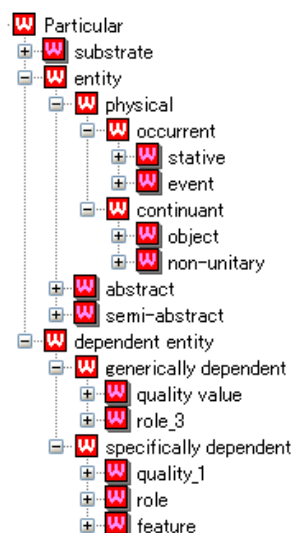 Particular
substrate
entity
physical
occurrent
stative
event
continuant
object
non-unitary
abstract
semi-abstract
dependent entity
generically dependent
quality value
role_3
specifically dependent
quality_1
role
feature